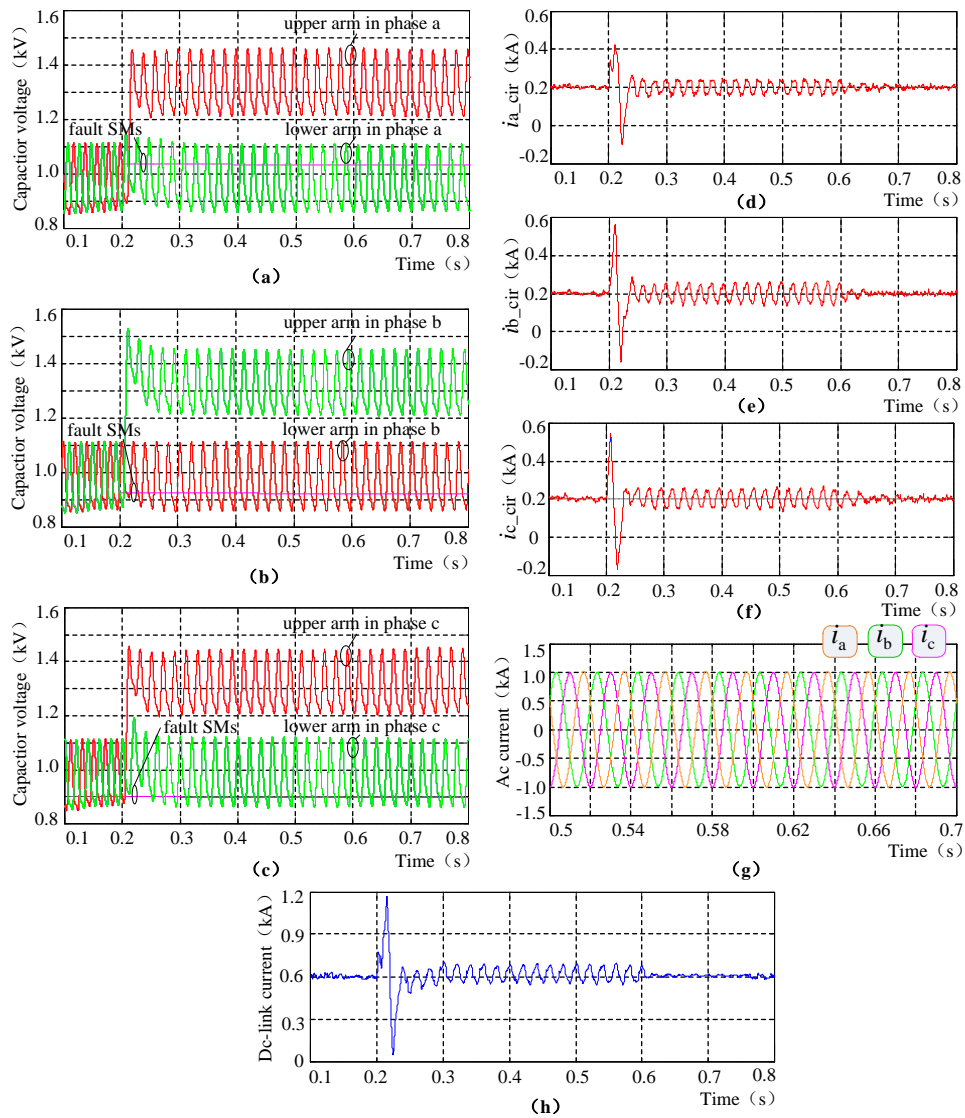 Capactior voltage（kV）
1.6
1.4
1.2
1.0
0.8
upper arm in phase a
fault SMs
lower arm in phase a
0.1 0.2 0.3 0.4 0.5 0.6 0.7 0.8
Time（s）
（a）
Capactior voltage（kV）
1.6
1.4
1.2
1.0
0.8
upper arm in phase b
fault SMs
lower arm in phase b
0.1 0.2 0.3 0.4 0.5 0.6 0.7 0.8
Time（s）
（b）
Capactior voltage（kV）
1.6
1.4
1.2
1.0
0.8
upper arm in phase c
fault SMs
lower arm in phase c
0.1 0.2 0.3 0.4 0.5 0.6 0.7 0.8
Time（s）
（c）
ia_cir（kA）
0.6
0.4
0.2
0
-0.2
0.1 0.2 0.3 0.4 0.5 0.6 0.7 0.8
（d） Time（s）
ib_cir（kA）
0.6
0.4
0.2
0
-0.2
0.1 0.2 0.3 0.4 0.5 0.6 0.7 0.8
（e） Time（s）
ic_cir（kA）
0.6
0.4
0.2
0
-0.2
0.1 0.2 0.3 0.4 0.5 0.6 0.7 0.8
（f） Time（s）
ia ib ic
Ac current（kA）
1.5
1.0
0.5
0
-0.5
-1.0
-1.5
0.5 0.54 0.58 0.62 0.66 0.7
Time（s）
（g）
Dc-link current（kA）
1.2
0.9
0.6
0.3
0
0.1 0.2 0.3 0.4 0.5 0.6 0.7 0.8
Time（s）
（h）